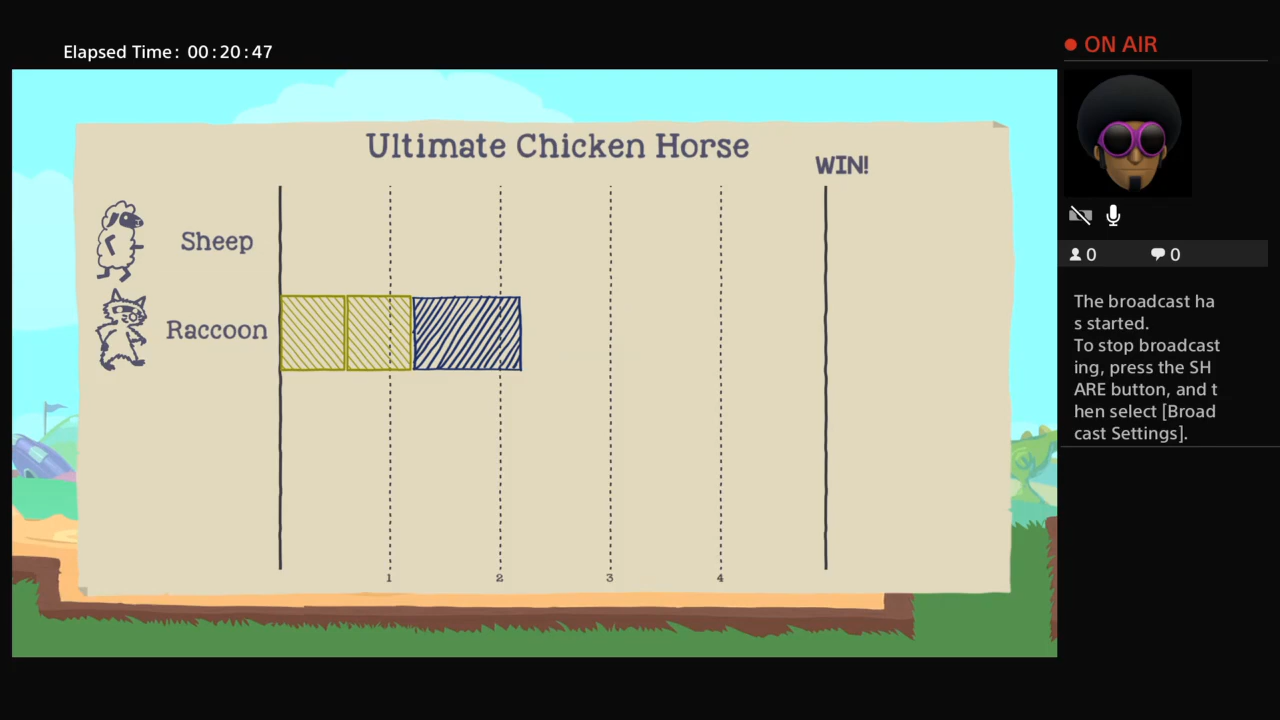 Elapsed Time: 00:20:47
ON AIR
Ultimate Chicken Horse
WIN!
Sheep
Raccoon
1 2 3 4
0 0
The broadcast ha
s started.
To stop broadcast
ing, press the SH
ARE button, and t
hen select [Broad
cast Settings].